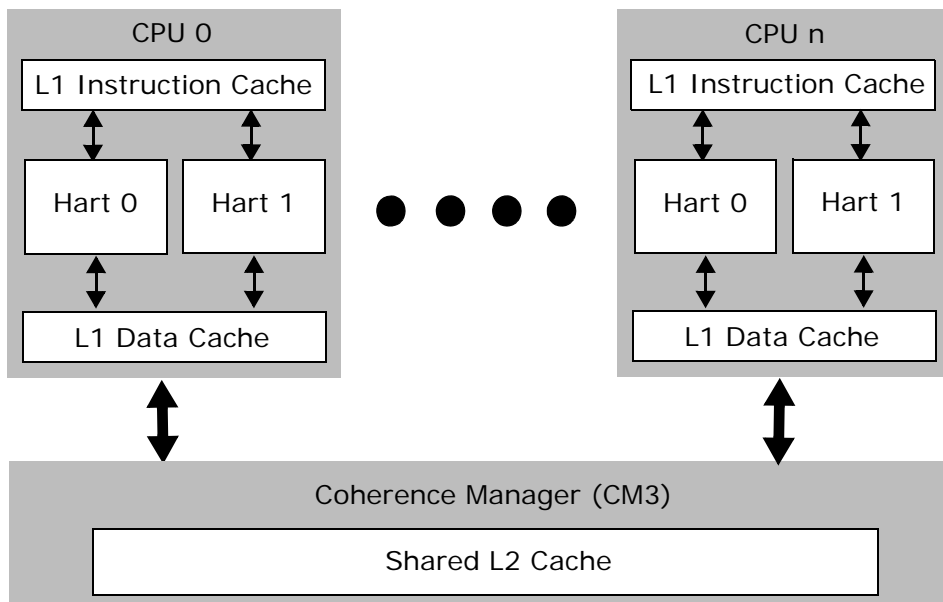 CPU 0
L1 Instruction Cache
Hart 0
Hart 1
L1 Data Cache
CPU n
L1 Instruction Cache
Hart 0
Hart 1
L1 Data Cache
Coherence Manager (CM3)
Shared L2 Cache